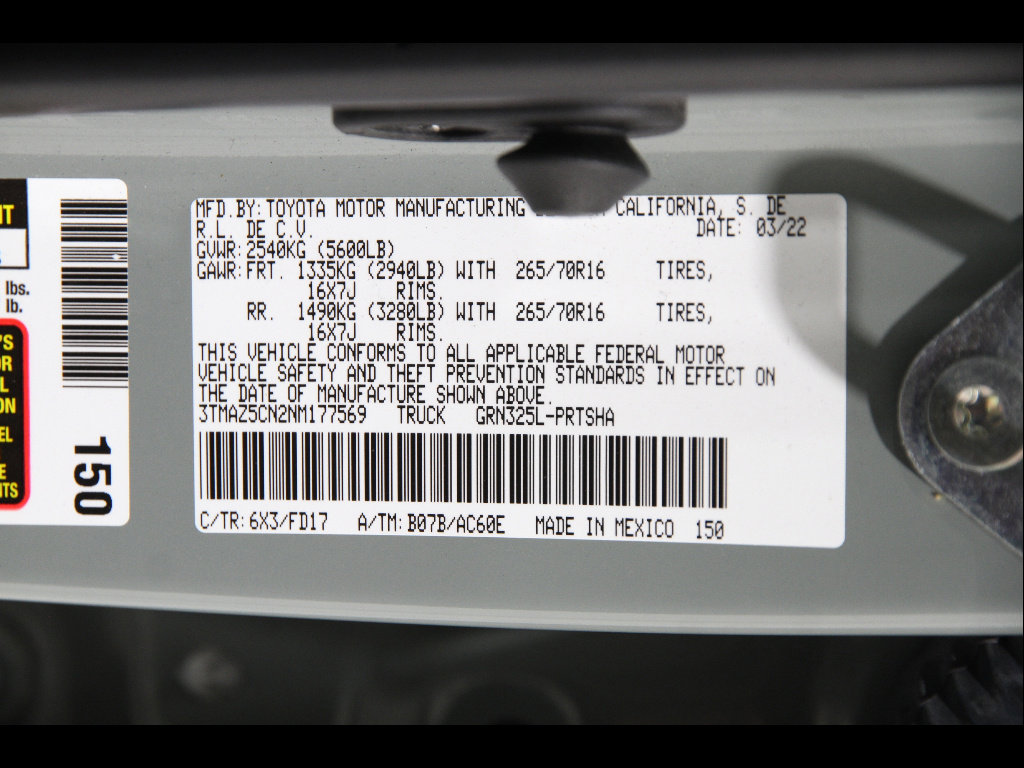 MFD.BY:TOYOTA MOTOR MANUFACTURING CALIFORNIA, S. DE
R.L. DE C.V. DATE: 03/22
GVWR:2540KG (5600LB)
GAWR:FRT. 1335KG (2940LB) WITH 265/70R16 TIRES,
16X7J RIMS.
RR. 1490KG (3280LB) WITH 265/70R16 TIRES,
16X7J RIMS.
THIS VEHICLE CONFORMS TO ALL APPLICABLE FEDERAL MOTOR
VEHICLE SAFETY AND THEFT PREVENTION STANDARDS IN EFFECT ON
THE DATE OF MANUFACTURE SHOWN ABOVE.
3TMAZ5CN2NM177569 TRUCK GRN325L-PRTSHA
C/TR:6X3/FD17 A/TM:B07B/AC60E MADE IN MEXICO 150
lbs.
lb.
150